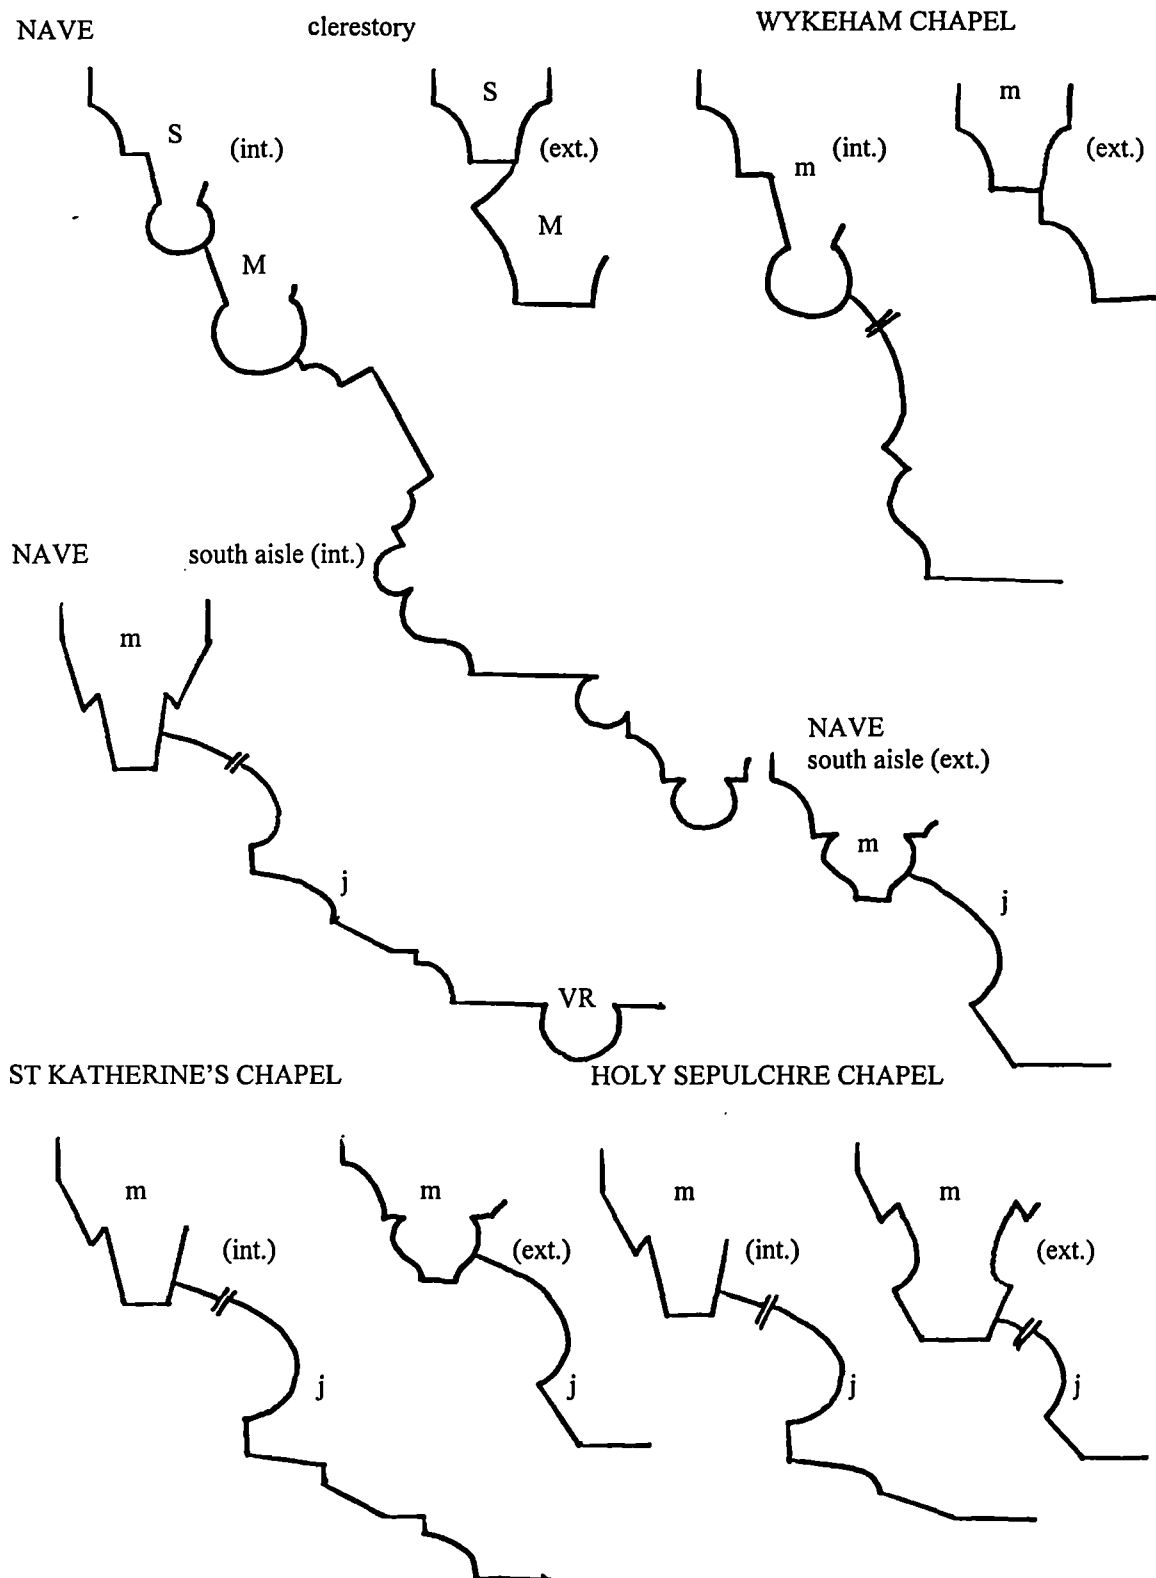 NAVE clerestory WYKEHAM CHAPEL
S m
S (int.) (ext.) m (int.) (ext.)
M M
NAVE south aisle (int.)
m
NAVE
south aisle (ext.)
m
j j
VR
ST KATHERINE'S CHAPEL HOLY SEPULCHRE CHAPEL
m m m m
(int.) (ext.) (int.) (ext.)
j j j j